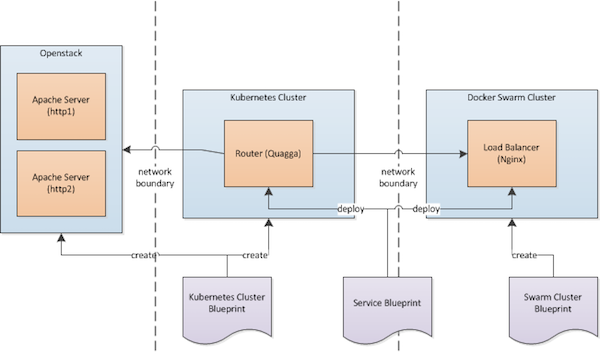 Openstack
Apache Server
(http1)
Apache Server
(http2)
network
boundary
Kubernetes Cluster
Router (Quagga)
network
boundary
Docker Swarm Cluster
Load Balancer
(Nginx)
deploy
deploy
create
create
create
Kubernetes Cluster
Blueprint
Service Blueprint
Swarm Cluster
Blueprint